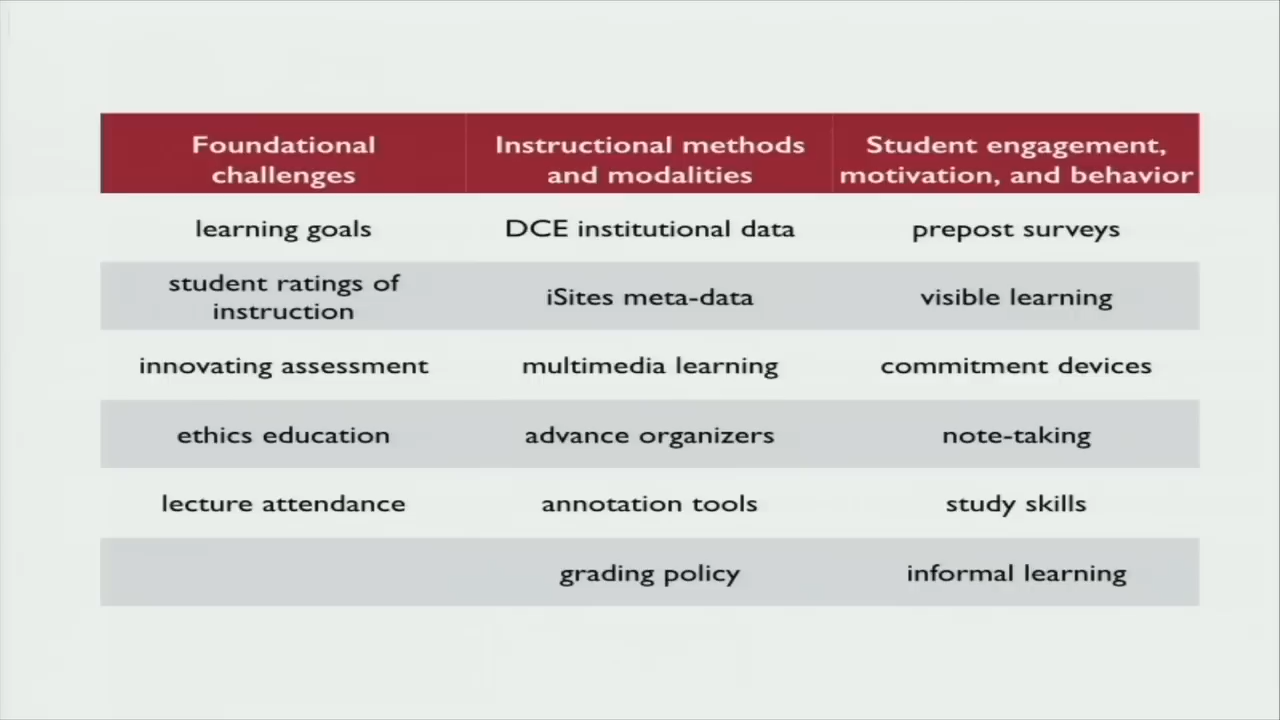 Foundational challenges
Instructional methods and modalities
Student engagement, motivation, and behavior
learning goals
DCE institutional data
prepost surveys
student ratings of instruction
iSites meta-data
visible learning
innovating assessment
multimedia learning
commitment devices
ethics education
advance organizers
note-taking
lecture attendance
annotation tools
study skills
grading policy
informal learning